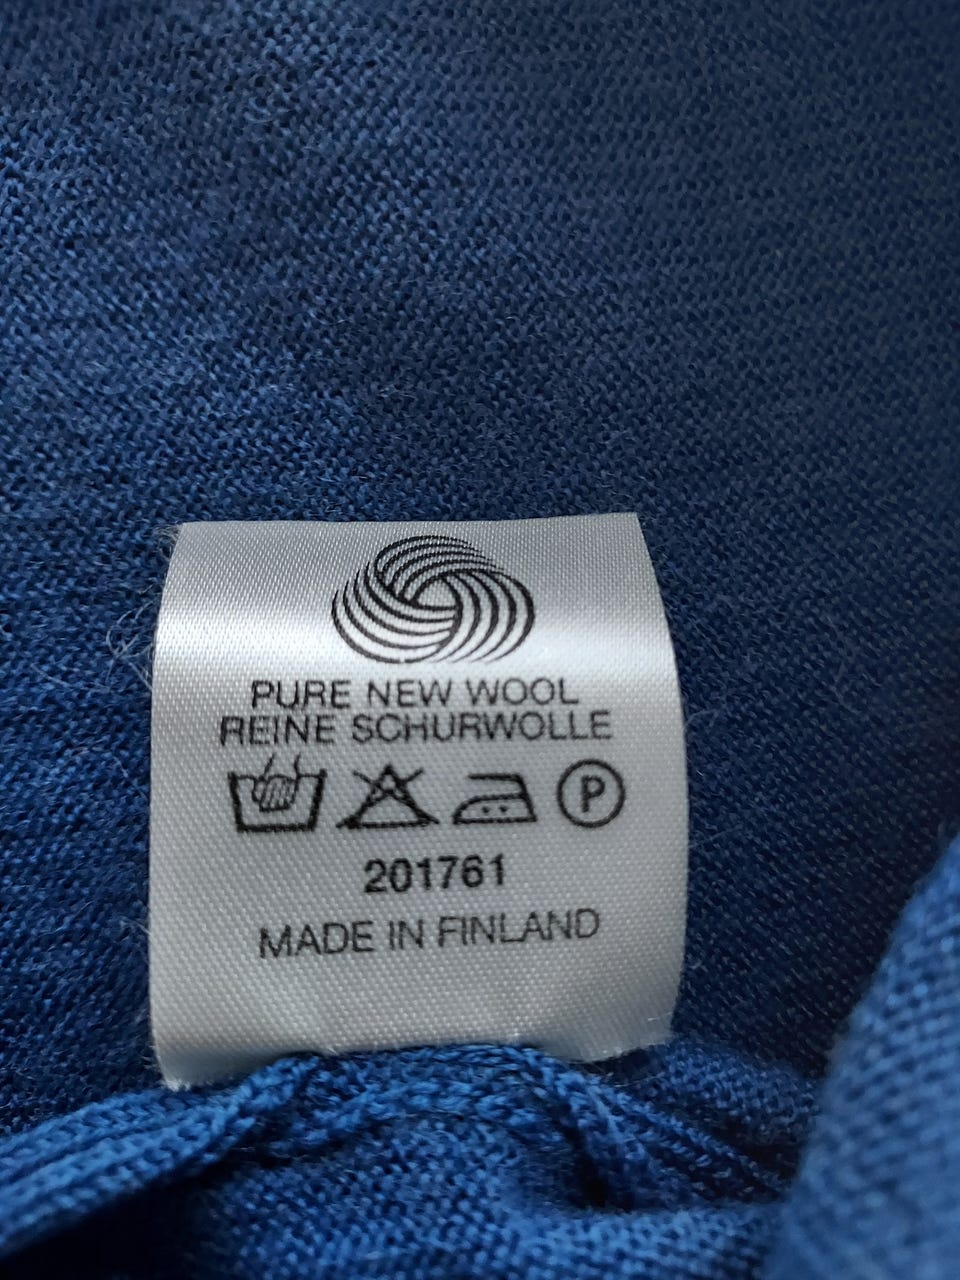 PURE NEW WOOL
REINE SCHURWOLLE
P
201761
MADE IN FINLAND